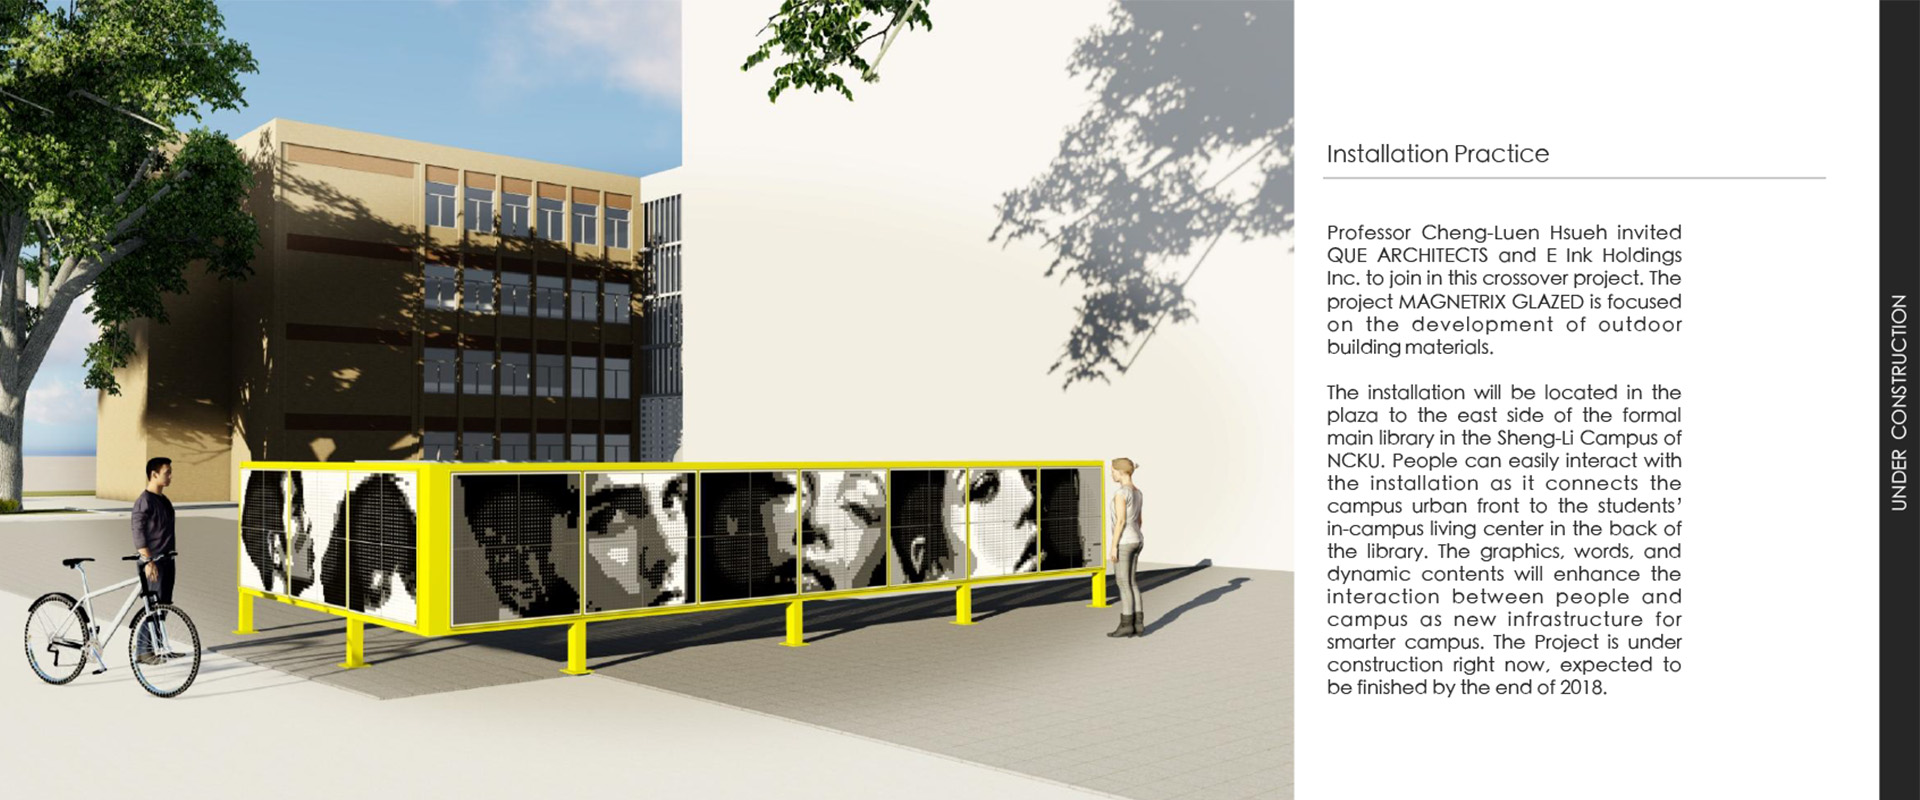 Installation Practice
Professor Cheng-Luen Hsueh invited
QUE ARCHITECTS and E Ink Holdings
Inc. to join in this crossover project. The
project MAGNETRIX GLAZED is focused
on the development of outdoor
building materials.
The installation will be located in the
plaza to the east side of the formal
main library in the Sheng-Li Campus of
NCKU. People can easily interact with
the installation as it connects the
campus urban front to the students’
in-campus living center in the back of
the library. The graphics, words, and
dynamic contents will enhance the
interaction between people and
campus as new infrastructure for
smarter campus. The Project is under
construction right now, expected to
be finished by the end of 2018.
UNDER CONSTRUCTION